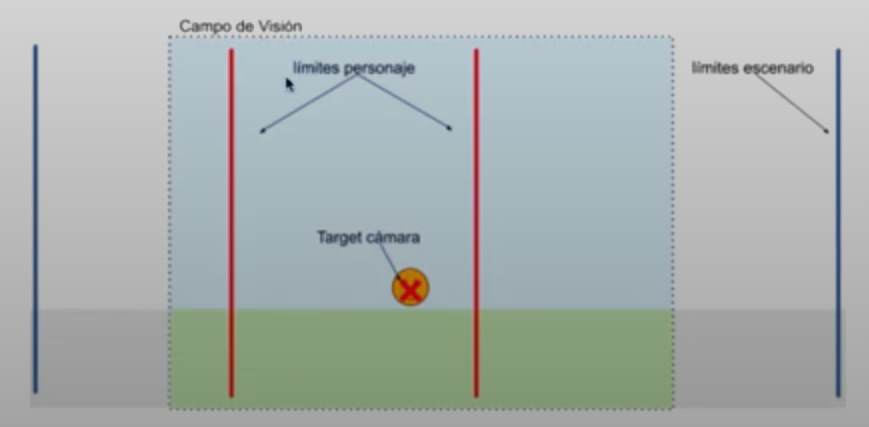 Campo de Visión
límites personaje
límites escenario
Target cámara